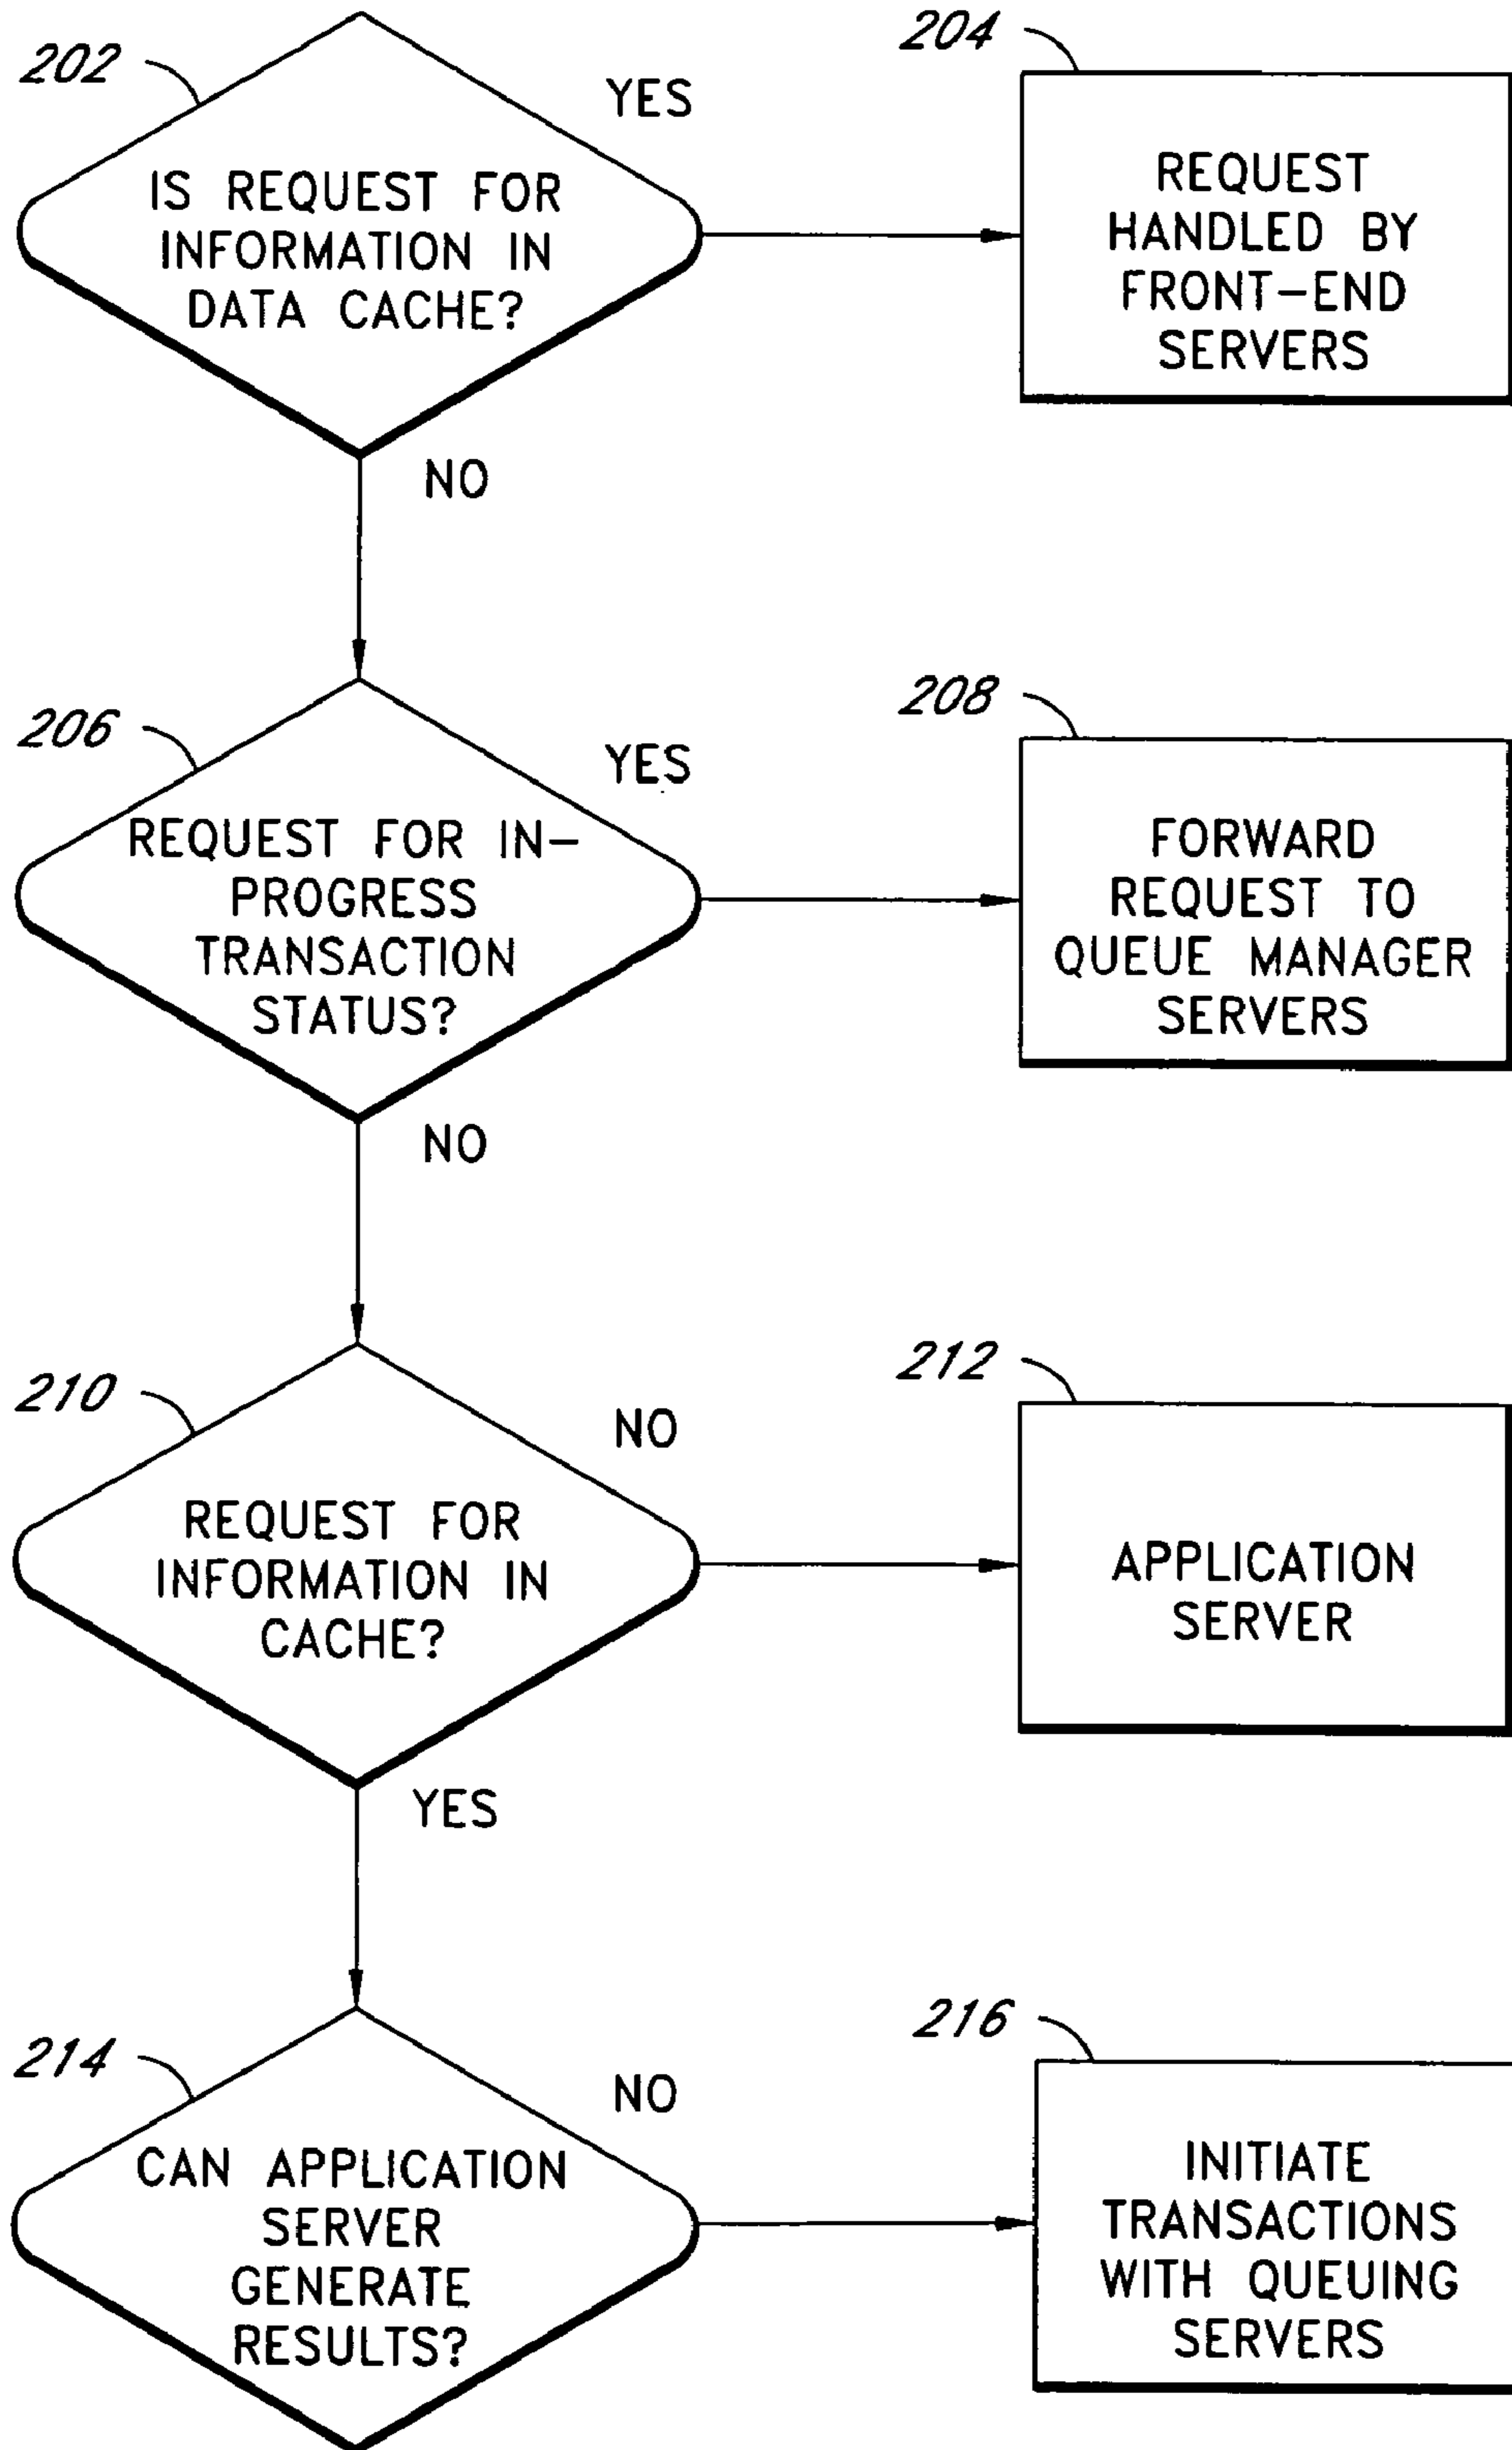 202
YES
IS REQUEST FOR
INFORMATION IN
DATA CACHE?
NO
204
REQUEST
HANDLED BY
FRONT-END
SERVERS
206
YES
REQUEST FOR IN-
PROGRESS
TRANSACTION
STATUS?
NO
208
FORWARD
REQUEST TO
QUEUE MANAGER
SERVERS
210
NO
REQUEST FOR
INFORMATION IN
CACHE?
YES
212
APPLICATION
SERVER
214
NO
CAN APPLICATION
SERVER
GENERATE
RESULTS?
216
INITIATE
TRANSACTIONS
WITH QUEUING
SERVERS